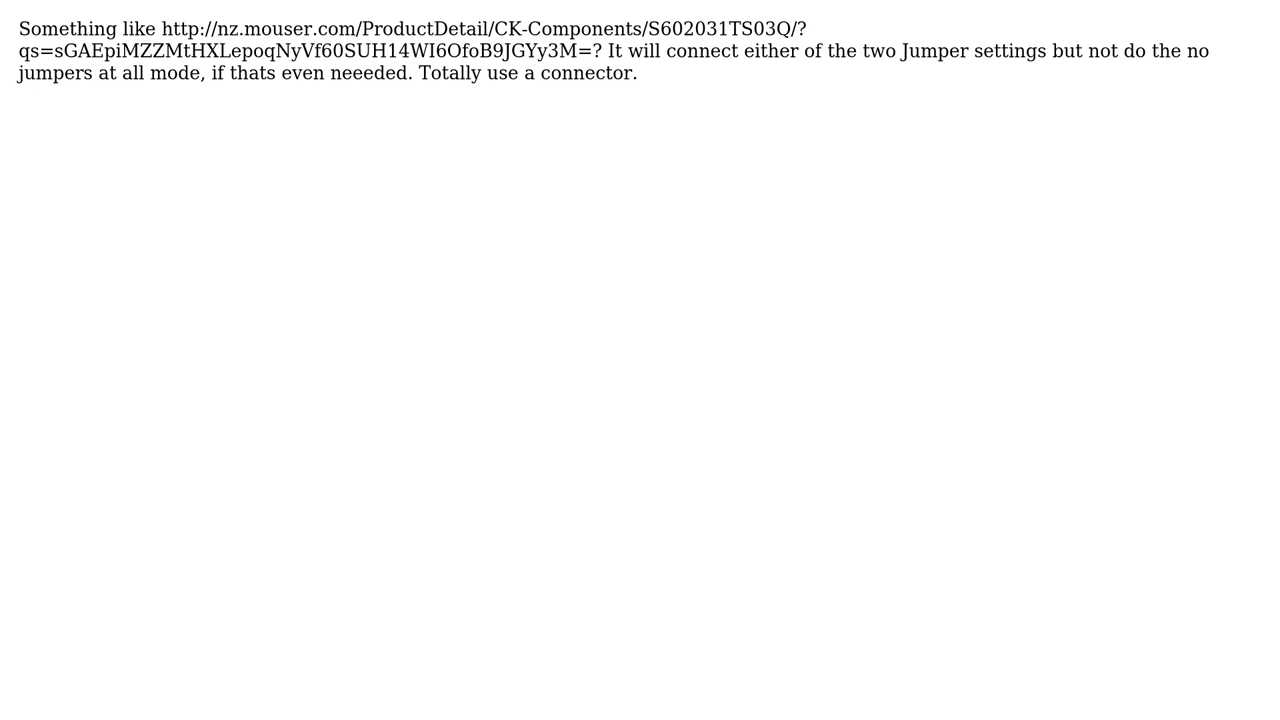 Something like http://nz.mouser.com/ProductDetail/CK-Components/S602031TS03Q/?
qs=sGAEpiMZZMtHXLepoqNyVf60SUH14WI6OfoB9JGYy3M=? It will connect either of the two Jumper settings but not do the no
jumpers at all mode, if thats even neeeded. Totally use a connector.